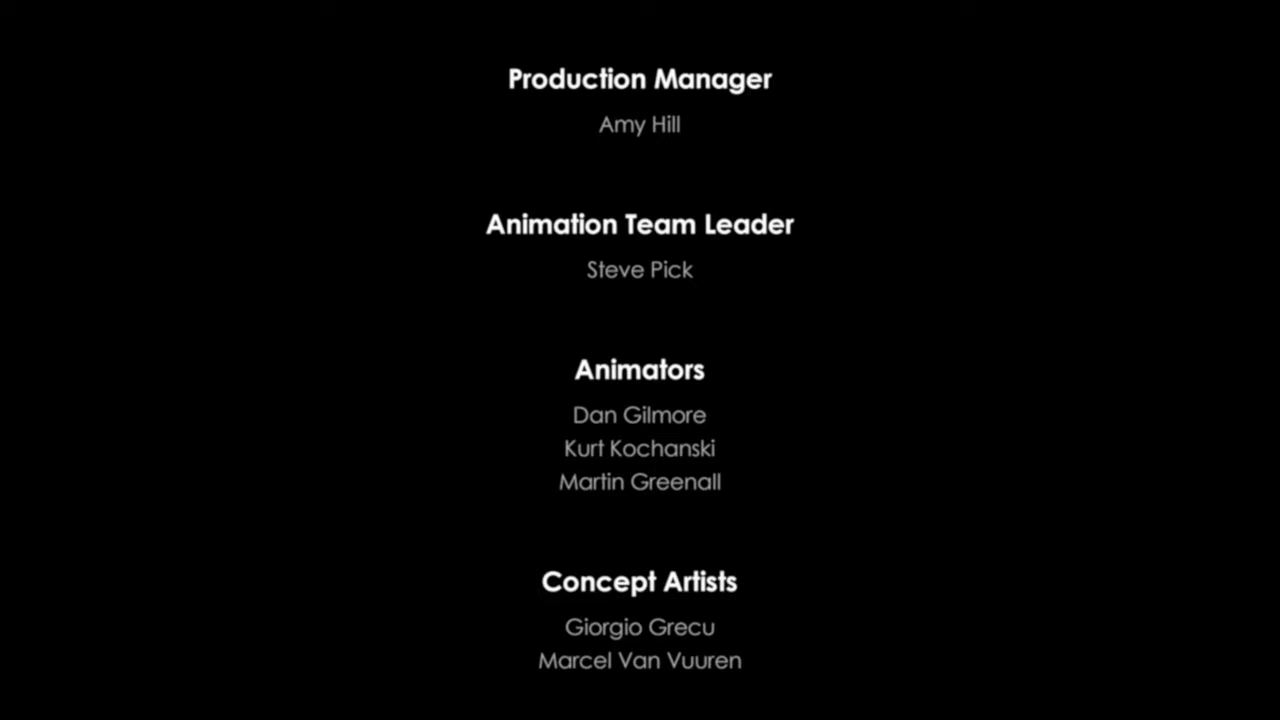 Production Manager
Amy Hill
Animation Team Leader
Steve Pick
Animators
Dan Gilmore
Kurt Kochanski
Martin Greenall
Concept Artists
Giorgio Grecu
Marcel Van Vuuren